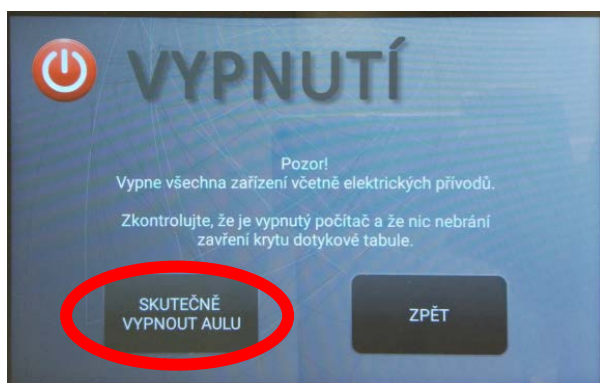 VYPNUTÍ
Pozor!
Vypne všechna zařízení včetně elektrických přívodů.
Zkontrolujte, že je vypnutý počítač a že nic nebrání
zavření krytu dotykové tabule.
SKUTEČNĚ
VYPNOUT AULU
ZPĚT